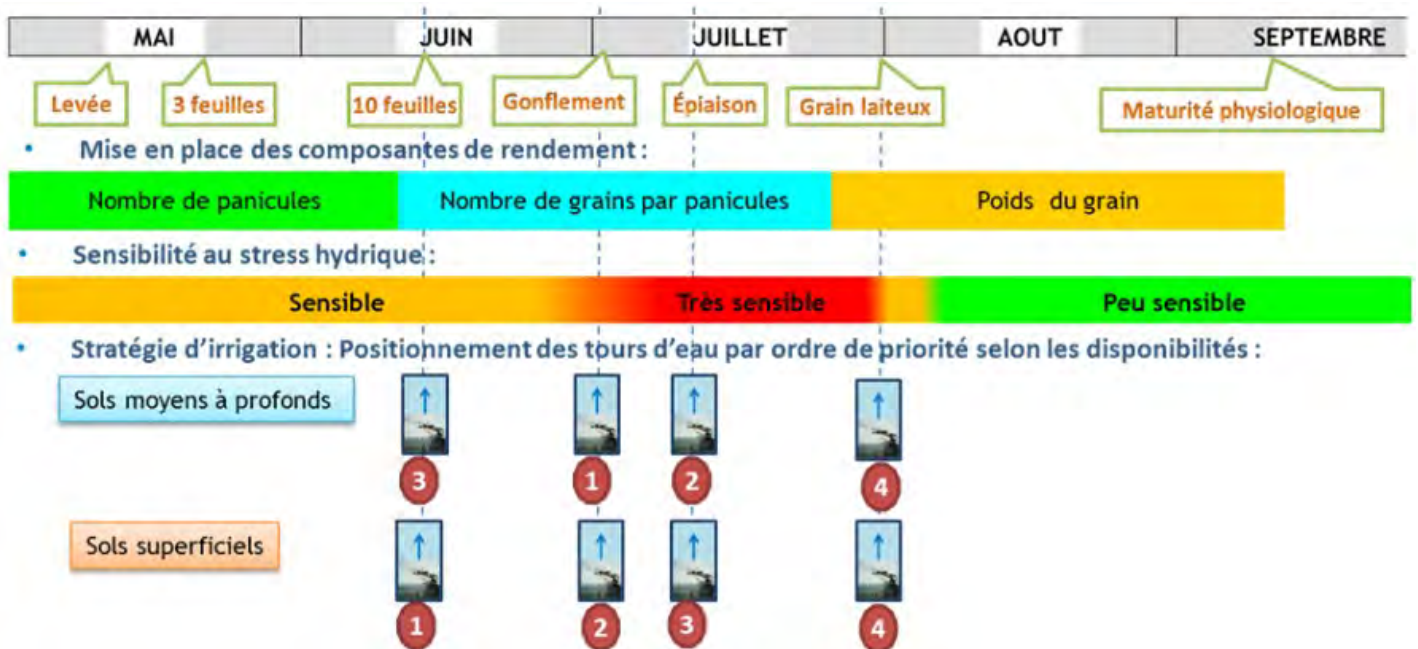 MAI JUIN JUILLET AOUT SEPTEMBRE
Levée 3 feuilles 10 feuilles Gonflement Épiaison Grain laiteux Maturité physiologique
• Mise en place des composantes de rendement :
Nombre de panicules Nombre de grains par panicules Poids du grain
• Sensibilité au stress hydrique :
Sensible Très sensible Peu sensible
• Stratégie d'irrigation : Positionnement des tours d'eau par ordre de priorité selon les disponibilités :
Sols moyens à profonds
3 1 2 4
Sols superficiels
1 2 3 4